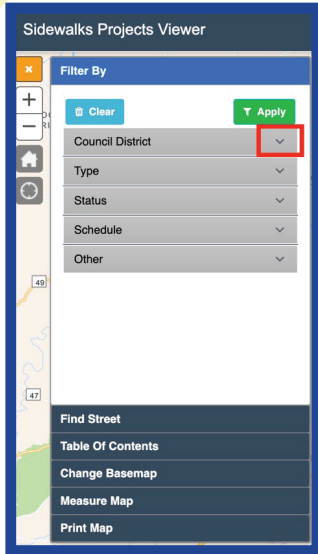 Sidewalks Projects Viewer
×
Filter By
+
−
Clear
Apply
Council District
Type
Status
Schedule
Other
49
47
Find Street
Table Of Contents
Change Basemap
Measure Map
Print Map